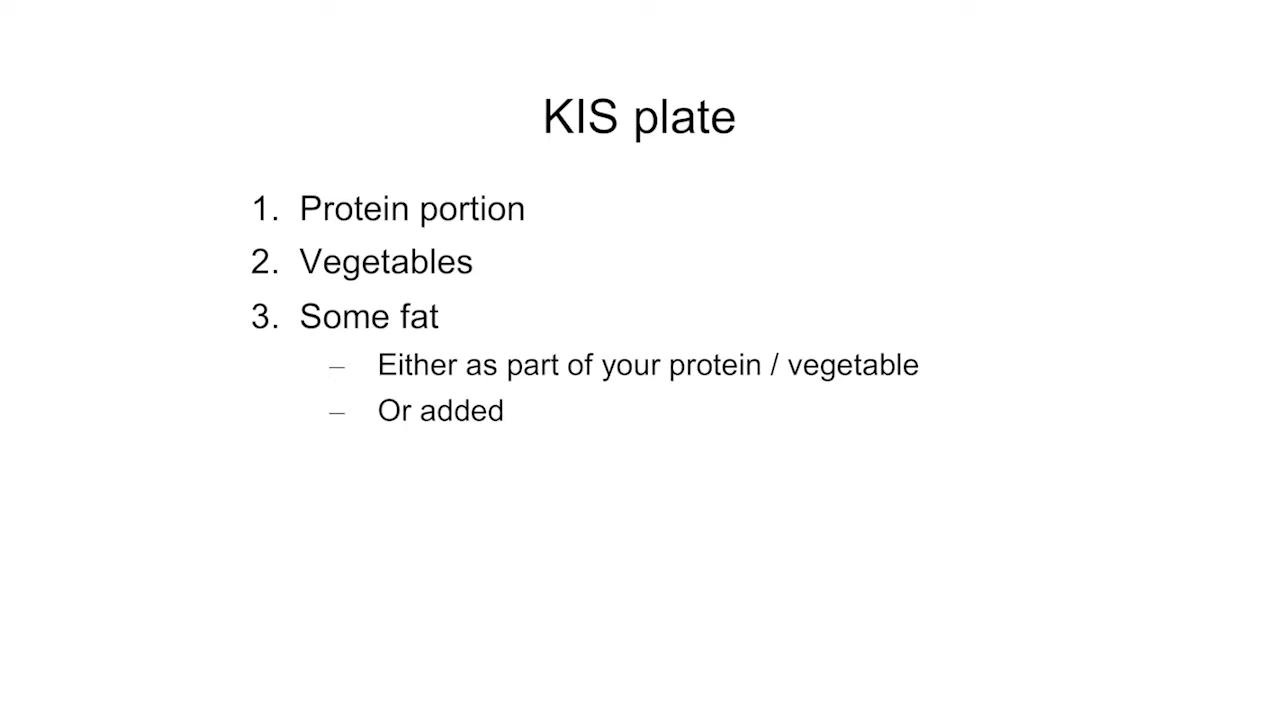 KIS plate
1. Protein portion
2. Vegetables
3. Some fat
– Either as part of your protein / vegetable
– Or added